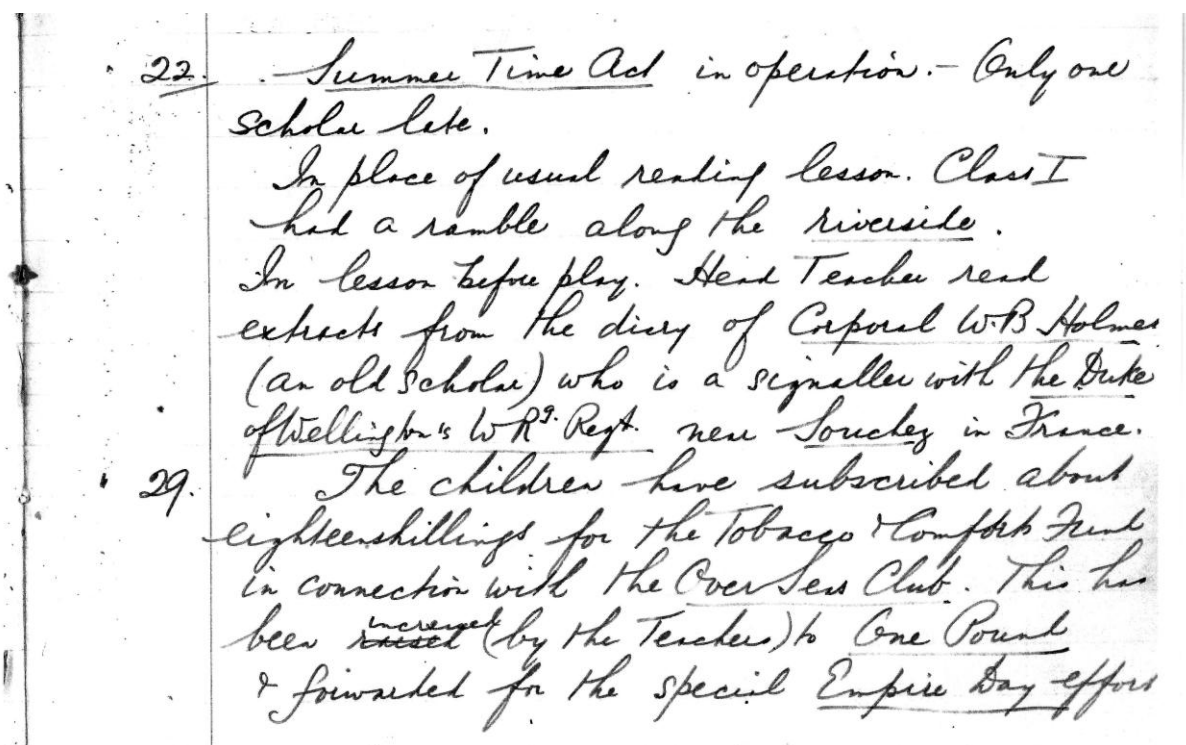 22. Summer Time Act in operation. - Only one
scholar late.
In place of usual reading lesson. Class I
had a ramble along the riverside.
In lesson before play. Head Teacher read
extracts from the diary of Corporal W.B Holmes
(an old scholar) who is a signaller with the Duke
of Wellington's W Rg. Regt. near Souchez in France.
29. The children have subscribed about
eighteenshillings for the Tobacco & Comforts Fund
in connection with the Over Seas Club. This has
been raised increased (by the Teachers) to One Pound
& forwarded for the special Empire Day effort